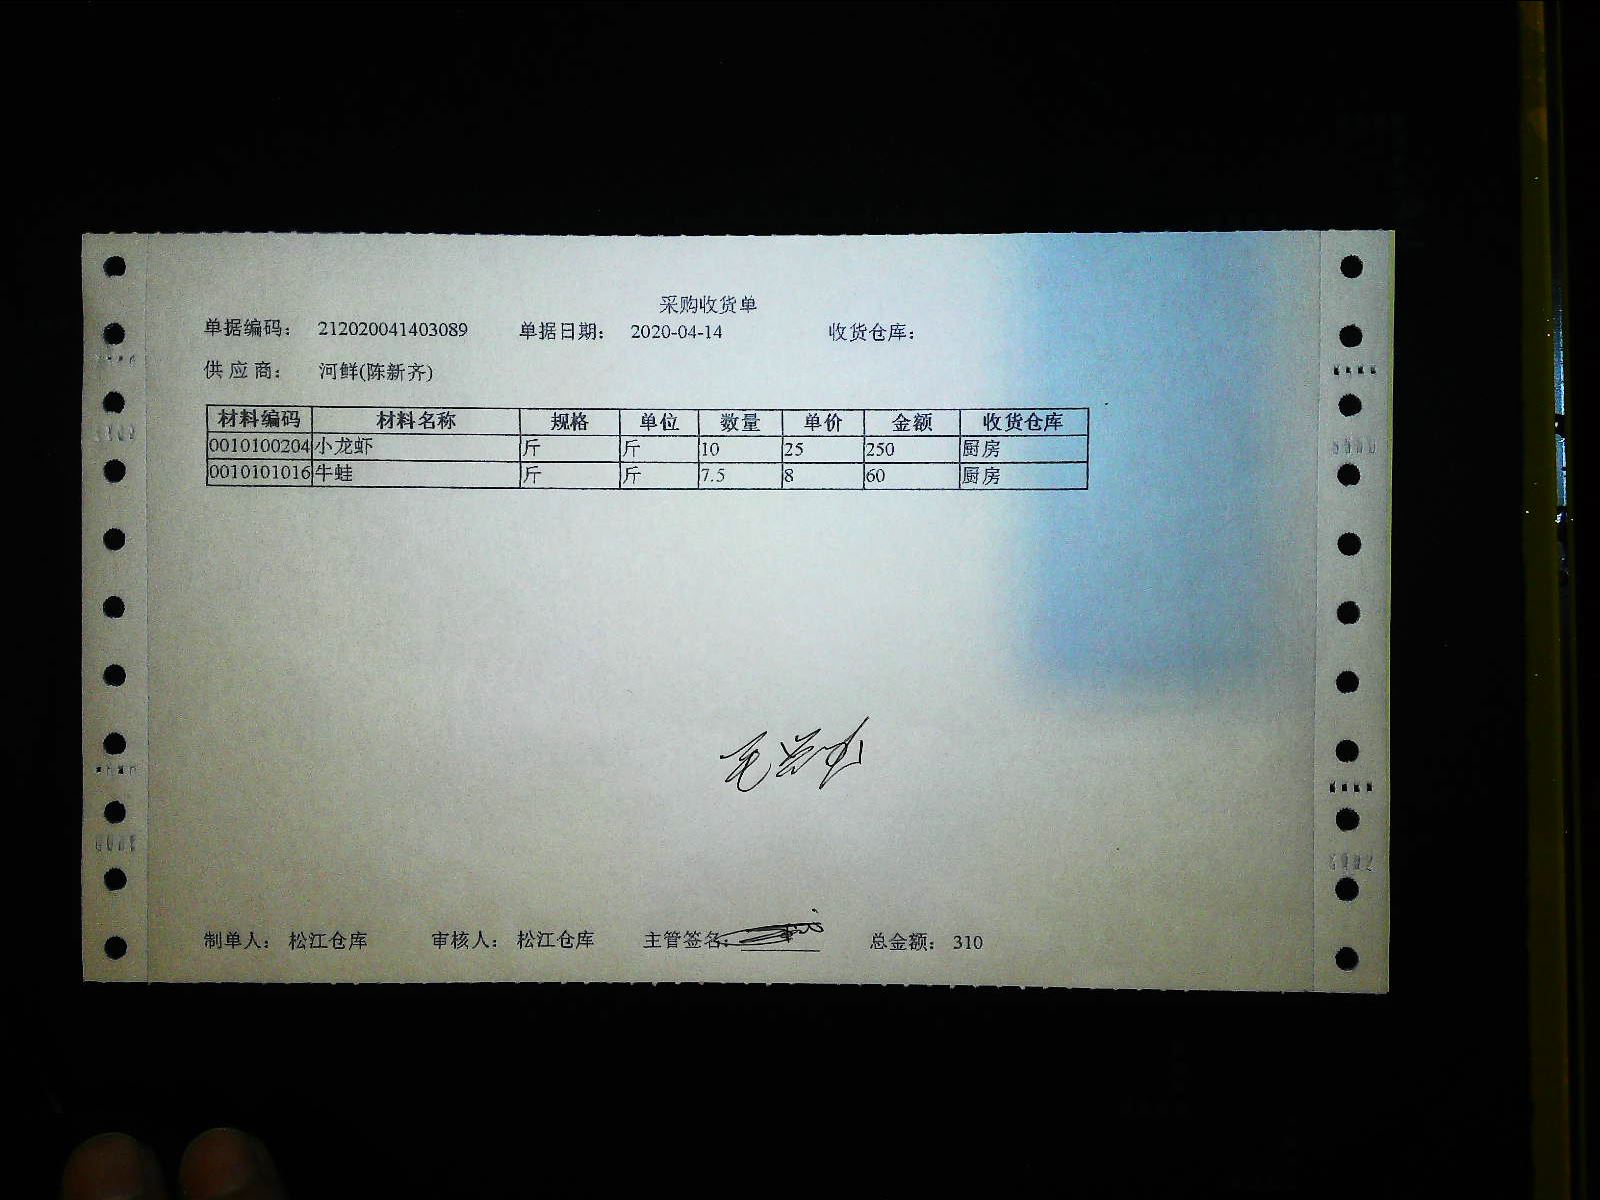 采购收货单
单据编码： 212020041403089 单据日期： 2020-04-14 收货仓库：
供应商： 河鲜(陈新齐)
材料编码 材料名称 规格 单位 数量 单价 金额 收货仓库
0010100204 小龙虾 斤 斤 10 25 250 厨房
0010101016 牛蛙 斤 斤 7.5 8 60 厨房
制单人： 松江仓库 审核人： 松江仓库 主管签名： 总金额： 310